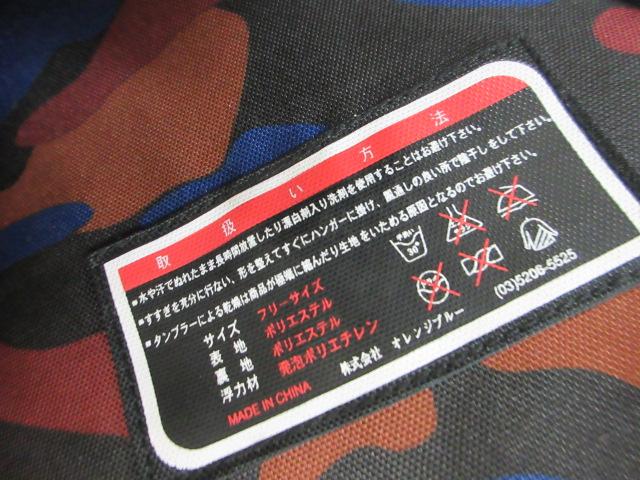 取扱い方法
■水や汗でぬれたまま長時間放置したり漂白剤入り洗剤を使用することはお避け下さい。
■すすぎを充分に行ない、形を整えてすぐにハンガーに掛け、風通しの良い所で陰干しをして下さい。
■タンブラーによる乾燥は商品が極端に縮んだり生地をいためる原因となるのでお避け下さい。
サイズ フリーサイズ
表地 ポリエステル
裏地 ポリエステル
浮力材 発泡ポリエチレン
MADE IN CHINA
手洗い
30
株式会社 オレンジブルー
(03)5206-5525